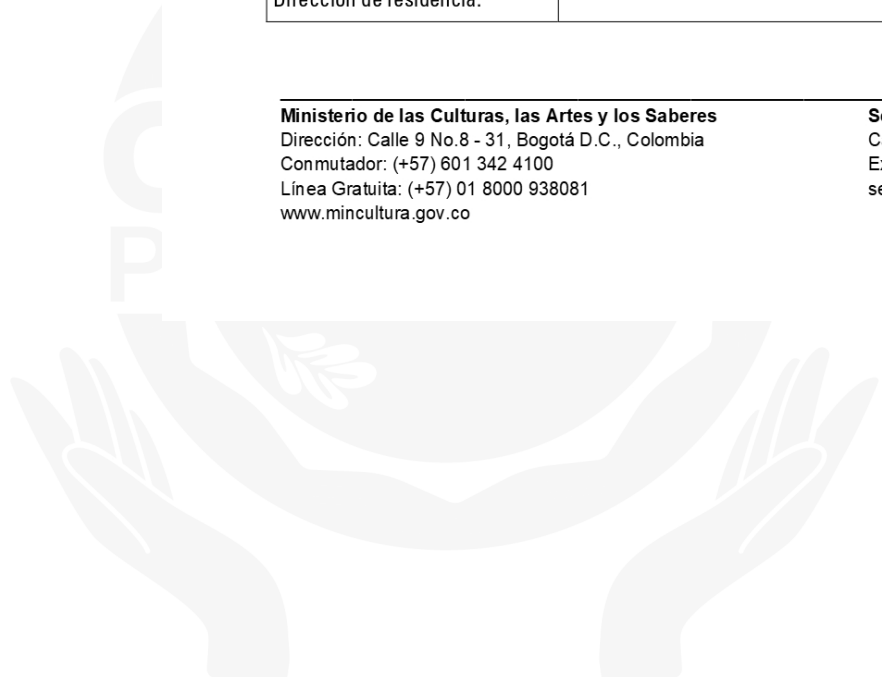 Dirección de residencia:
Ministerio de las Culturas, las Artes y los Saberes
Dirección: Calle 9 No.8 - 31, Bogotá D.C., Colombia
Conmutador: (+57) 601 342 4100
Línea Gratuita: (+57) 01 8000 938081
www.mincultura.gov.co